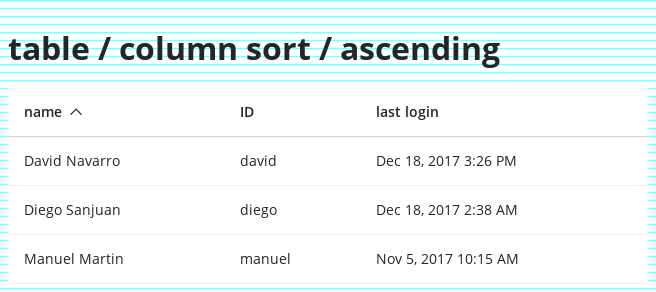 table / column sort / ascending
name ID last login
David Navarro david Dec 18, 2017 3:26 PM
Diego Sanjuan diego Dec 18, 2017 2:38 AM
Manuel Martin manuel Nov 5, 2017 10:15 AM